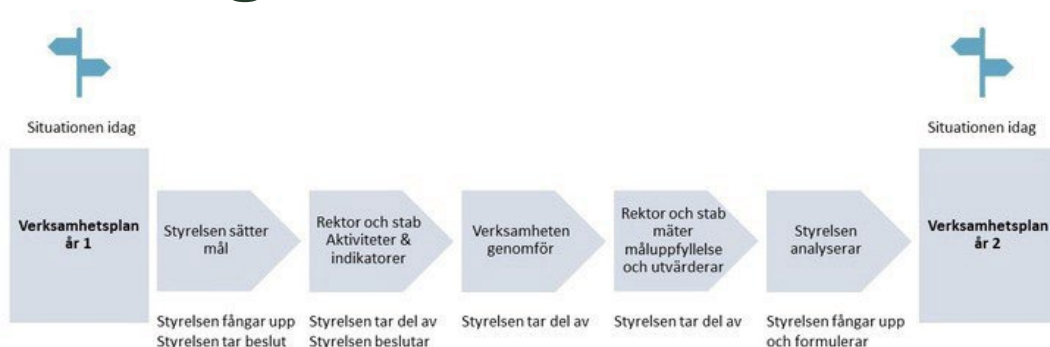 Situationen idag
Situationen idag
Verksamhetsplan
år 1
Styrelsen sätter
mål
Rektor och stab
Aktiviteter &
indikatorer
Verksamheten
genomför
Rektor och stab
mäter
måluppfyllelse
och utvärderar
Styrelsen
analyserar
Verksamhetsplan
år 2
Styrelsen fångar upp
Styrelsen tar beslut
Styrelsen tar del av
Styrelsen beslutar
Styrelsen tar del av
Styrelsen tar del av
Styrelsen fångar upp
och formulerar